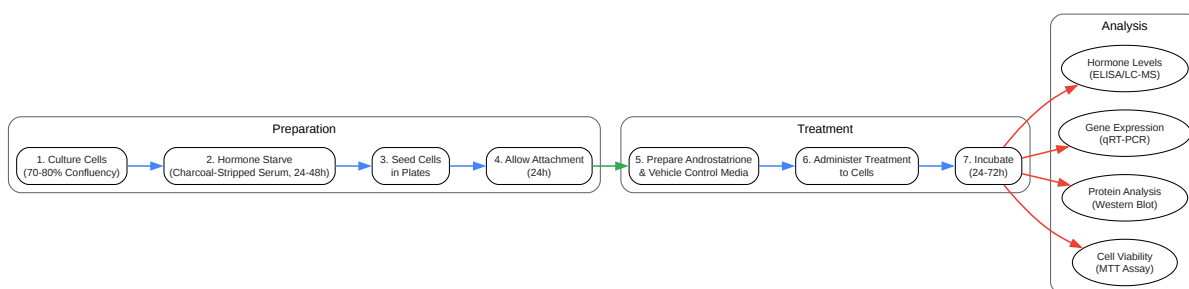 Preparation
1. Culture Cells
(70-80% Confluency)
2. Hormone Starve
(Charcoal-Stripped Serum, 24-48h)
3. Seed Cells
in Plates
4. Allow Attachment
(24h)
Treatment
5. Prepare Androstatrione
& Vehicle Control Media
6. Administer Treatment
to Cells
7. Incubate
(24-72h)
Analysis
Hormone Levels
(ELISA/LC-MS)
Gene Expression
(qRT-PCR)
Protein Analysis
(Western Blot)
Cell Viability
(MTT Assay)